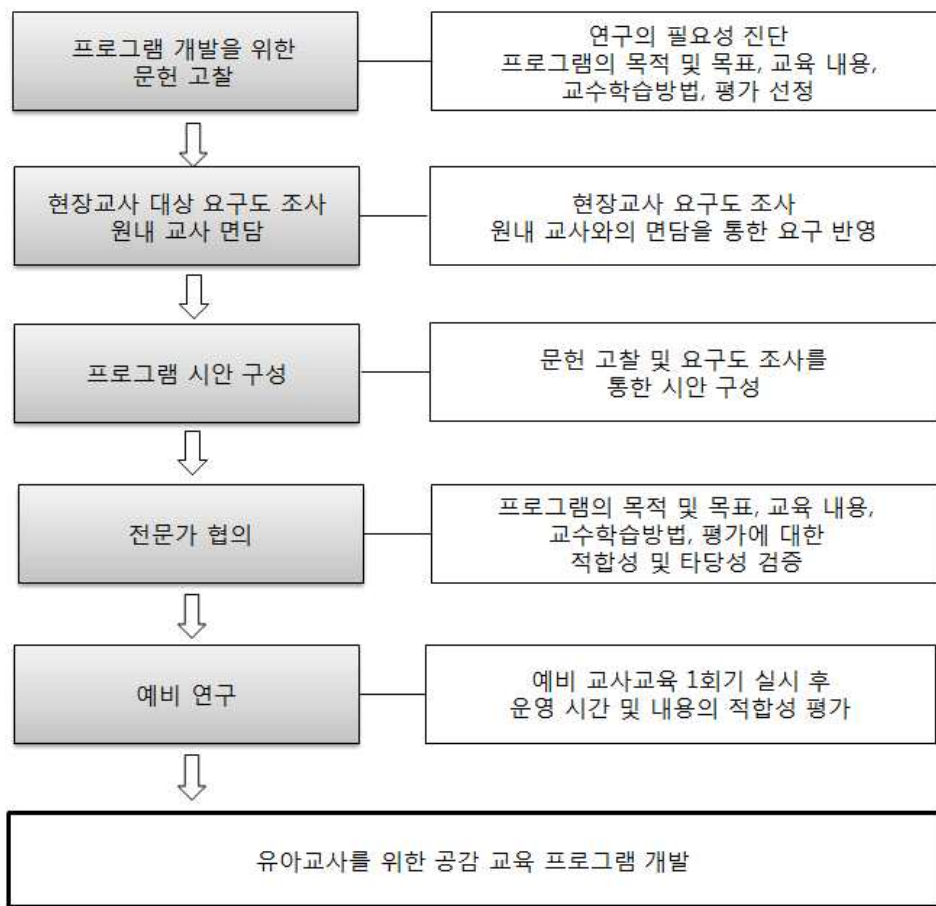 프로그램 개발을 위한
문헌 고찰
연구의 필요성 진단
프로그램의 목적 및 목표, 교육 내용,
교수학습방법, 평가 선정
현장교사 대상 요구도 조사
원내 교사 면담
현장교사 요구도 조사
원내 교사와의 면담을 통한 요구 반영
프로그램 시안 구성
문헌 고찰 및 요구도 조사를
통한 시안 구성
전문가 협의
프로그램의 목적 및 목표, 교육 내용,
교수학습방법, 평가에 대한
적합성 및 타당성 검증
예비 연구
예비 교사교육 1회기 실시 후
운영 시간 및 내용의 적합성 평가
유아교사를 위한 공감 교육 프로그램 개발